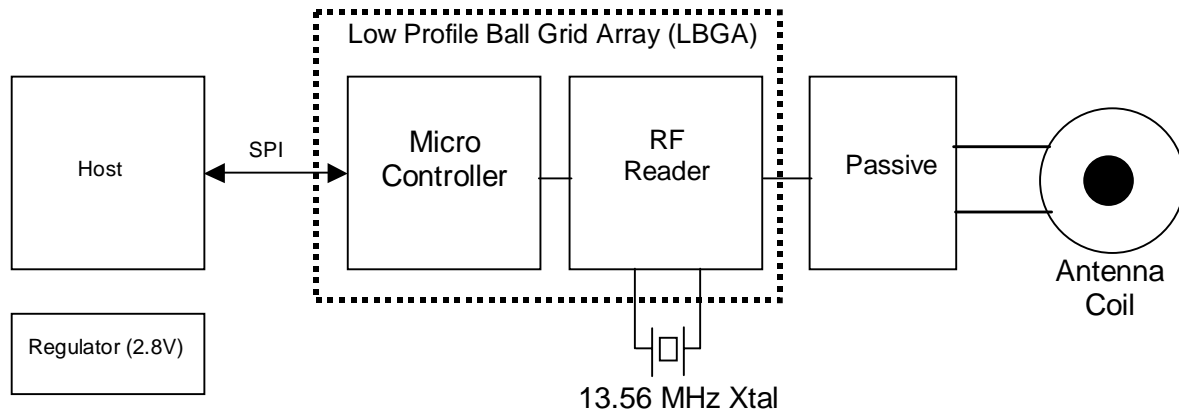 Low Profile Ball Grid Array (LBGA)
Host
SPI
Micro
Controller
RF
Reader
Passive
Antenna
Coil
Regulator (2.8V)
13.56 MHz Xtal